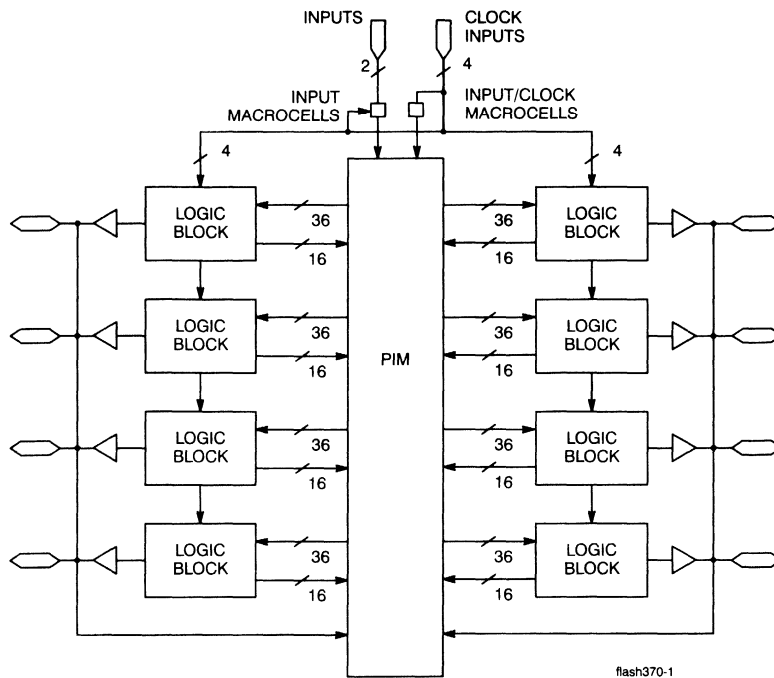 INPUTS
CLOCK
INPUTS
2
4
INPUT
MACROCELLS
INPUT/CLOCK
MACROCELLS
4
4
LOGIC
BLOCK
36
16
36
16
LOGIC
BLOCK
LOGIC
BLOCK
36
16
PIM
36
16
LOGIC
BLOCK
LOGIC
BLOCK
36
16
36
16
LOGIC
BLOCK
LOGIC
BLOCK
36
16
36
16
LOGIC
BLOCK
flash370-1